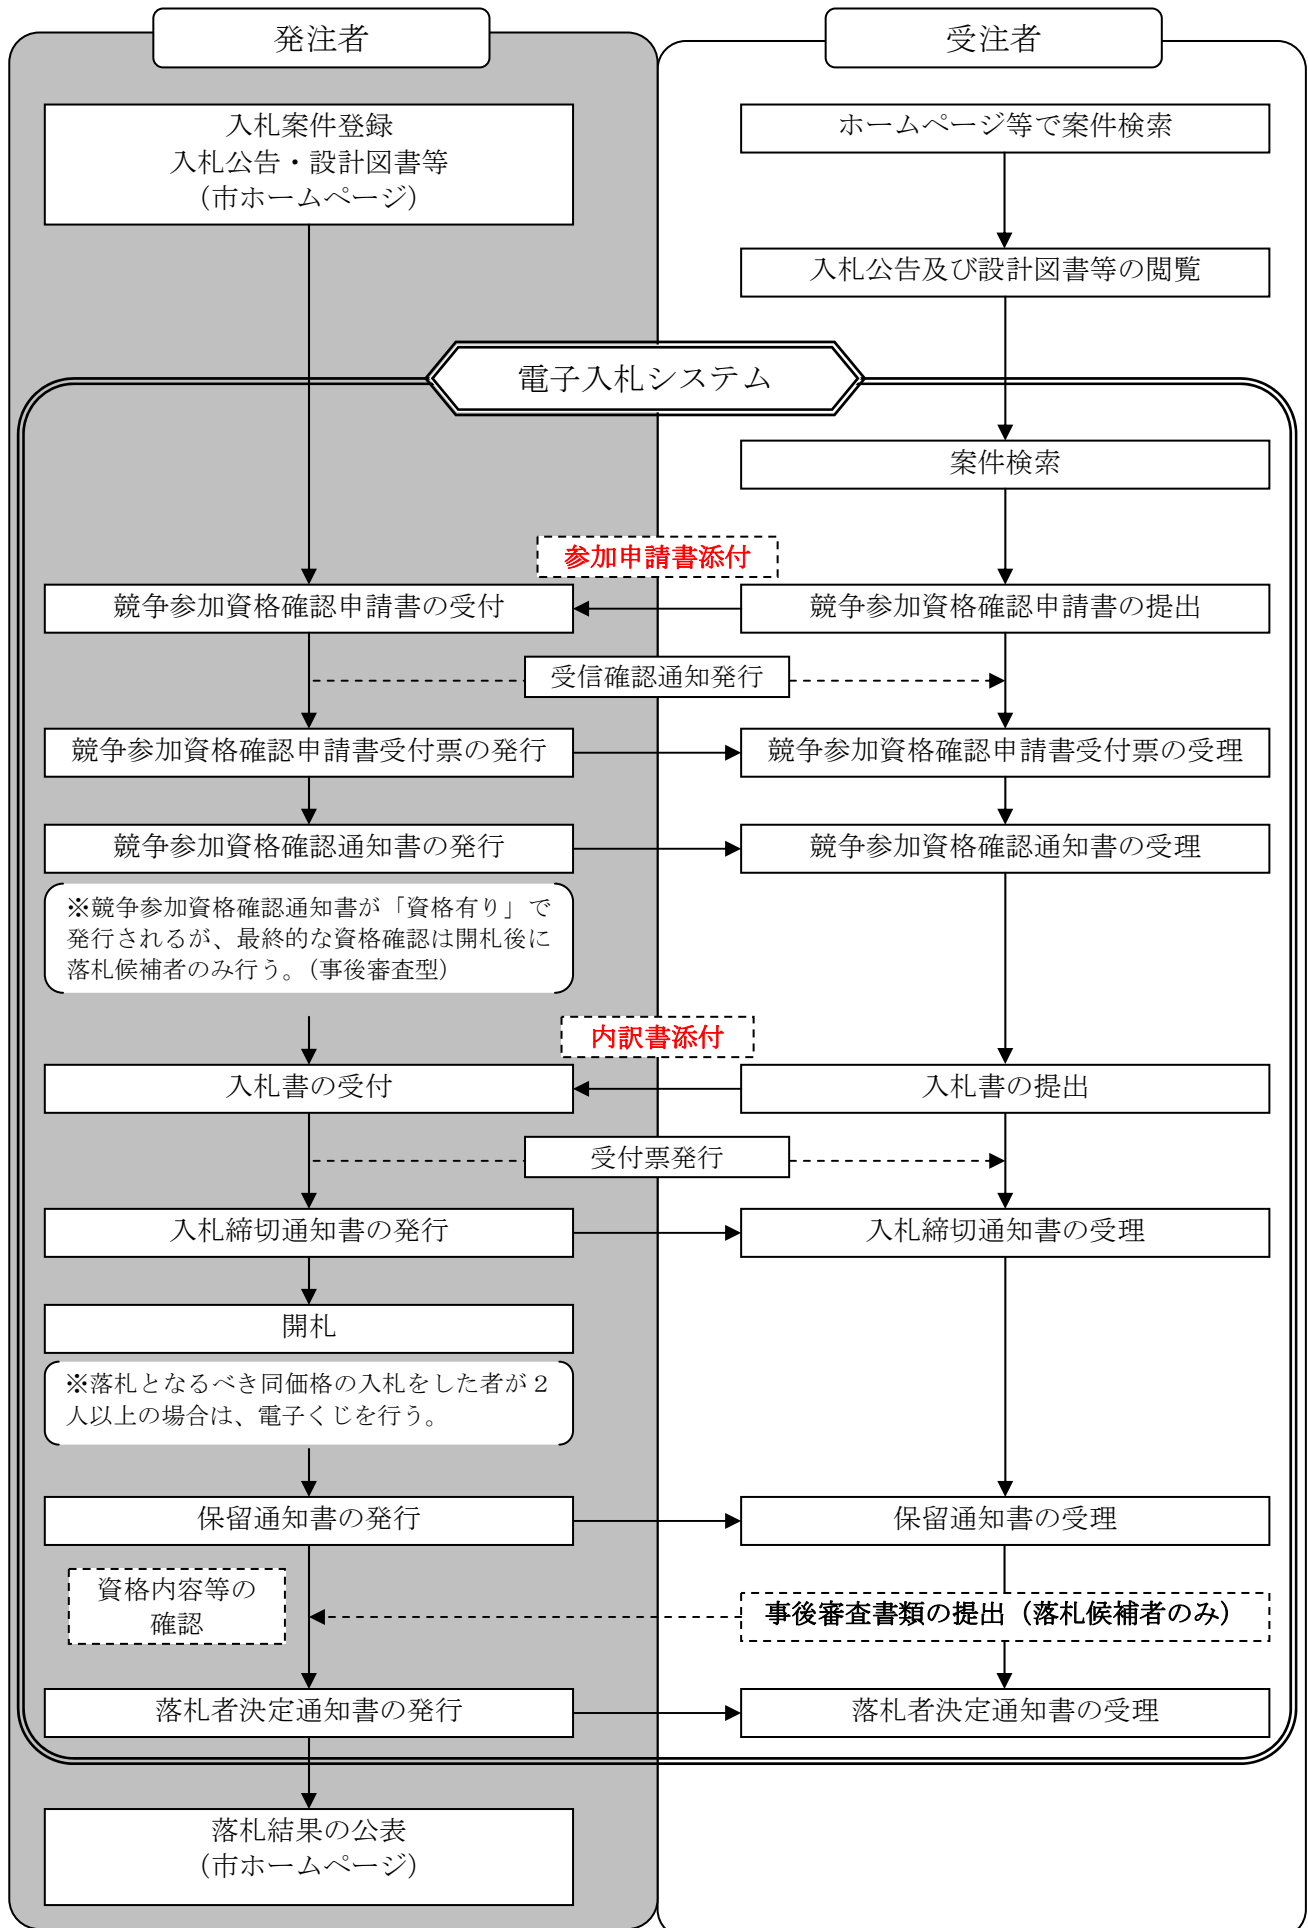 発注者
受注者
入札案件登録
入札公告・設計図書等
（市ホームページ）
ホームページ等で案件検索
入札公告及び設計図書等の閲覧
電子入札システム
案件検索
参加申請書添付
競争参加資格確認申請書の受付
競争参加資格確認申請書の提出
受信確認通知発行
競争参加資格確認申請書受付票の発行
競争参加資格確認申請書受付票の受理
競争参加資格確認通知書の発行
競争参加資格確認通知書の受理
※競争参加資格確認通知書が「資格有り」で
発行されるが、最終的な資格確認は開札後に
落札候補者のみ行う。（事後審査型）
内訳書添付
入札書の受付
入札書の提出
受付票発行
入札締切通知書の発行
入札締切通知書の受理
開札
※落札となるべき同価格の入札をした者が２
人以上の場合は、電子くじを行う。
保留通知書の発行
保留通知書の受理
資格内容等の
確認
事後審査書類の提出（落札候補者のみ）
落札者決定通知書の発行
落札者決定通知書の受理
落札結果の公表
（市ホームページ）